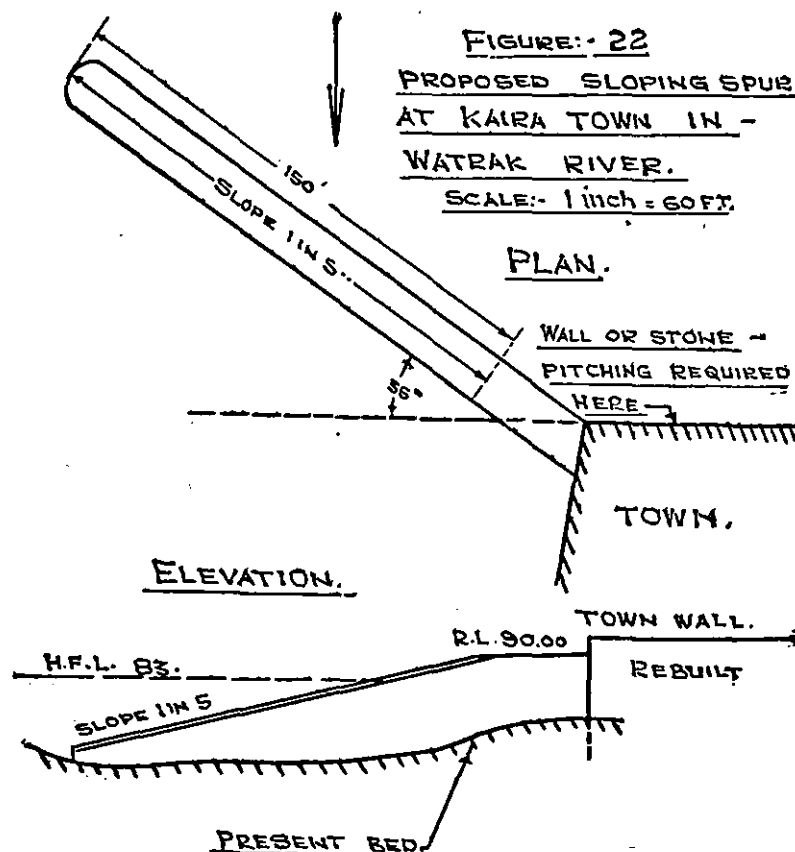 FIGURE:- 22
PROPOSED SLOPING SPUR
AT KAIRA TOWN IN -
WATRAK RIVER.
SCALE:- 1 inch = 60 FT.
PLAN.
150'
SLOPE 1 IN 5
WALL OR STONE -
PITCHING REQUIRED
HERE
36°
TOWN.
ELEVATION.
TOWN WALL.
R.L. 90.00
REBUILT
H.F.L. 83.
SLOPE 1 IN 5
PRESENT BED.